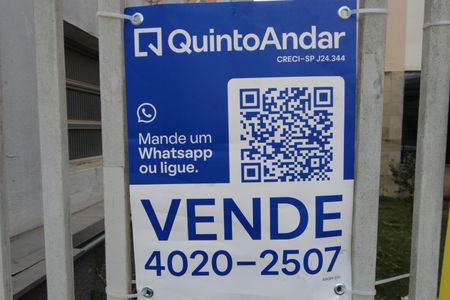 QuintoAndar
CRECI-SP J24.344
Mande um
Whatsapp
ou ligue.
VENDE
4020-2507